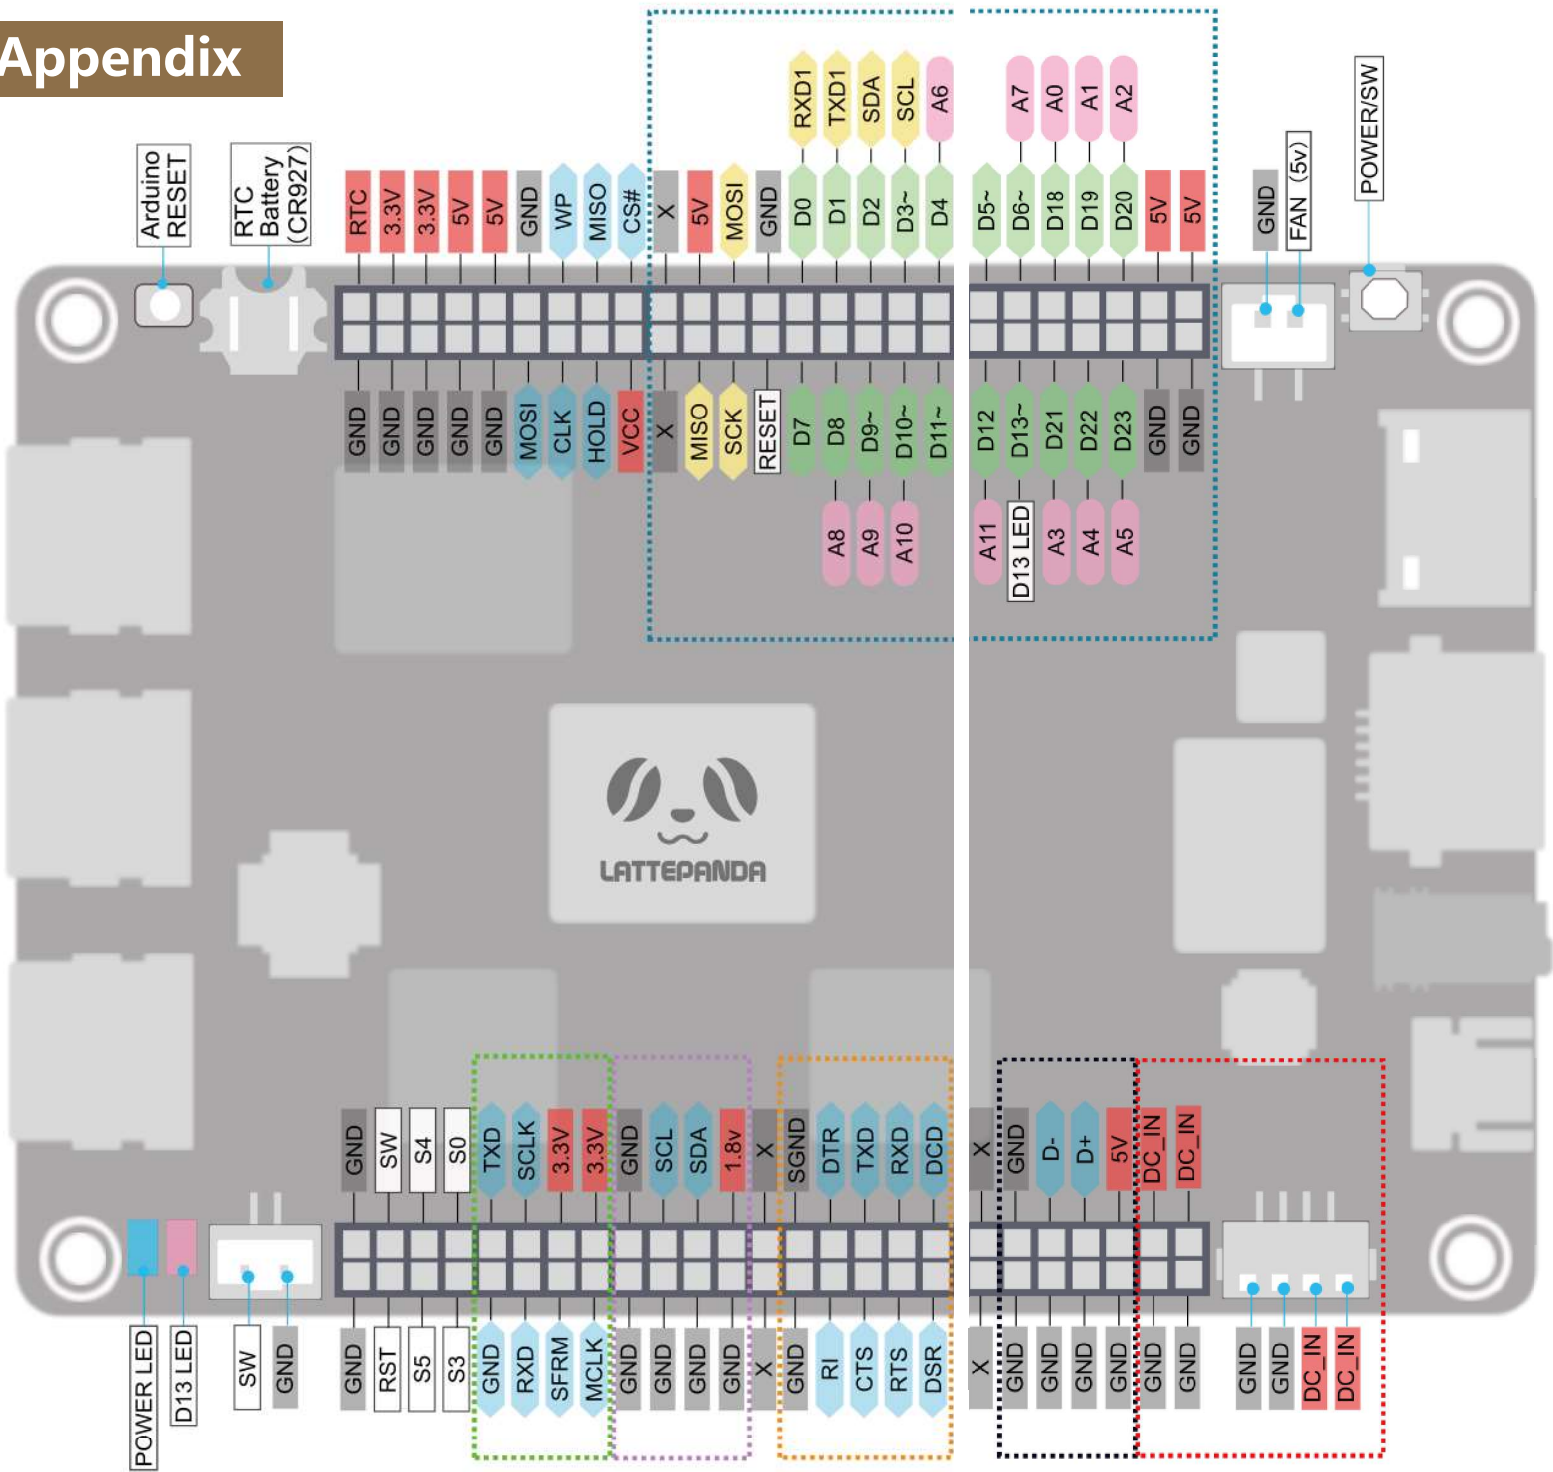 Appendix
RXD1
TXD1
SDA
SCL
A6
A7
A0
A1
A2
Arduino
RESET
RTC
Battery
(CR927)
RTC
3.3V
3.3V
5V
5V
GND
WP
MISO
CS#
X
5V
MOSI
GND
D0
D1
D2
D3~
D4
D5~
D6~
D18
D19
D20
5V
5V
GND
FAN (5v)
POWER/SW
GND
GND
GND
GND
GND
MOSI
CLK
HOLD
VCC
X
MISO
SCK
RESET
D7
D8
D9~
D10~
D11~
D12
D13~
D21
D22
D23
GND
GND
A8
A9
A10
A11
D13 LED
A3
A4
A5
LATTEPANDA
GND
SW
S4
S0
TXD
SCLK
3.3V
3.3V
GND
SCL
SDA
1.8v
X
SGND
DTR
TXD
RXD
DCD
X
GND
D-
D+
5V
DC_IN
DC_IN
POWER LED
D13 LED
SW
GND
GND
RST
S5
S3
GND
RXD
SFRM
MCLK
GND
GND
GND
GND
X
GND
RI
CTS
RTS
DSR
X
GND
GND
GND
GND
GND
GND
GND
GND
DC_IN
DC_IN